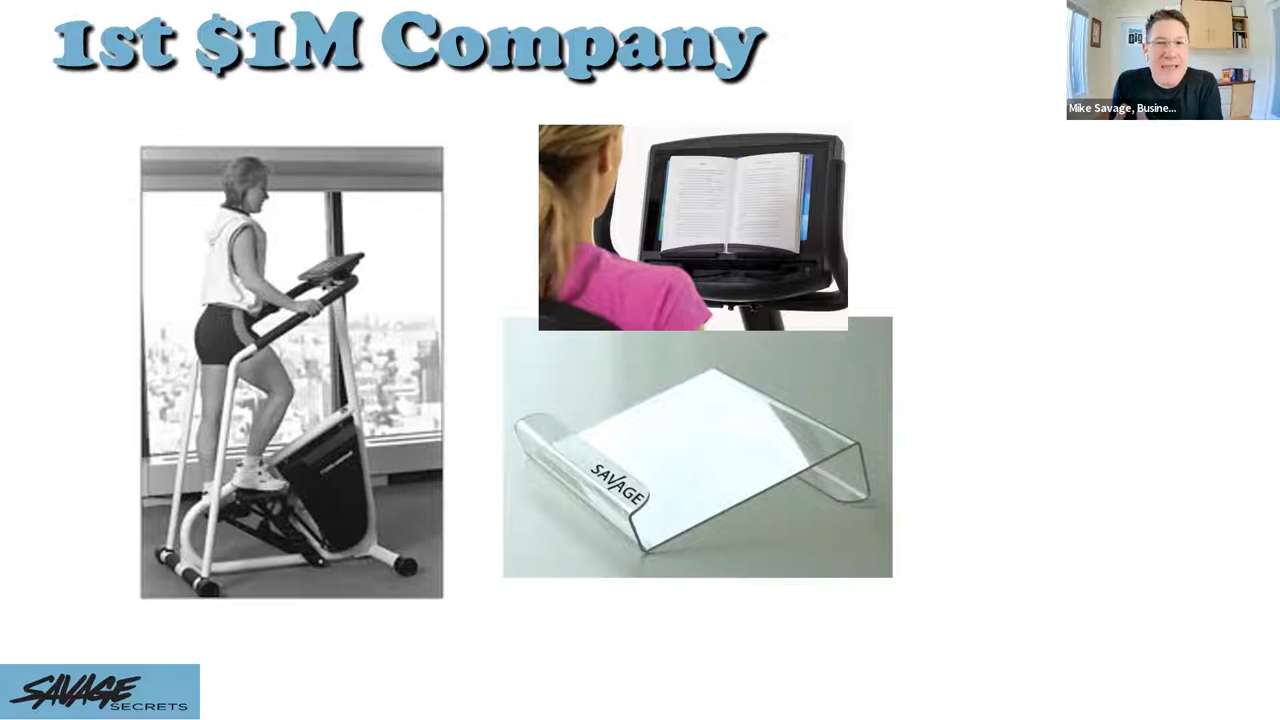 1st $1M Company
Mike Savage, Busine...
SAVAGE
SAVAGE
SECRETS